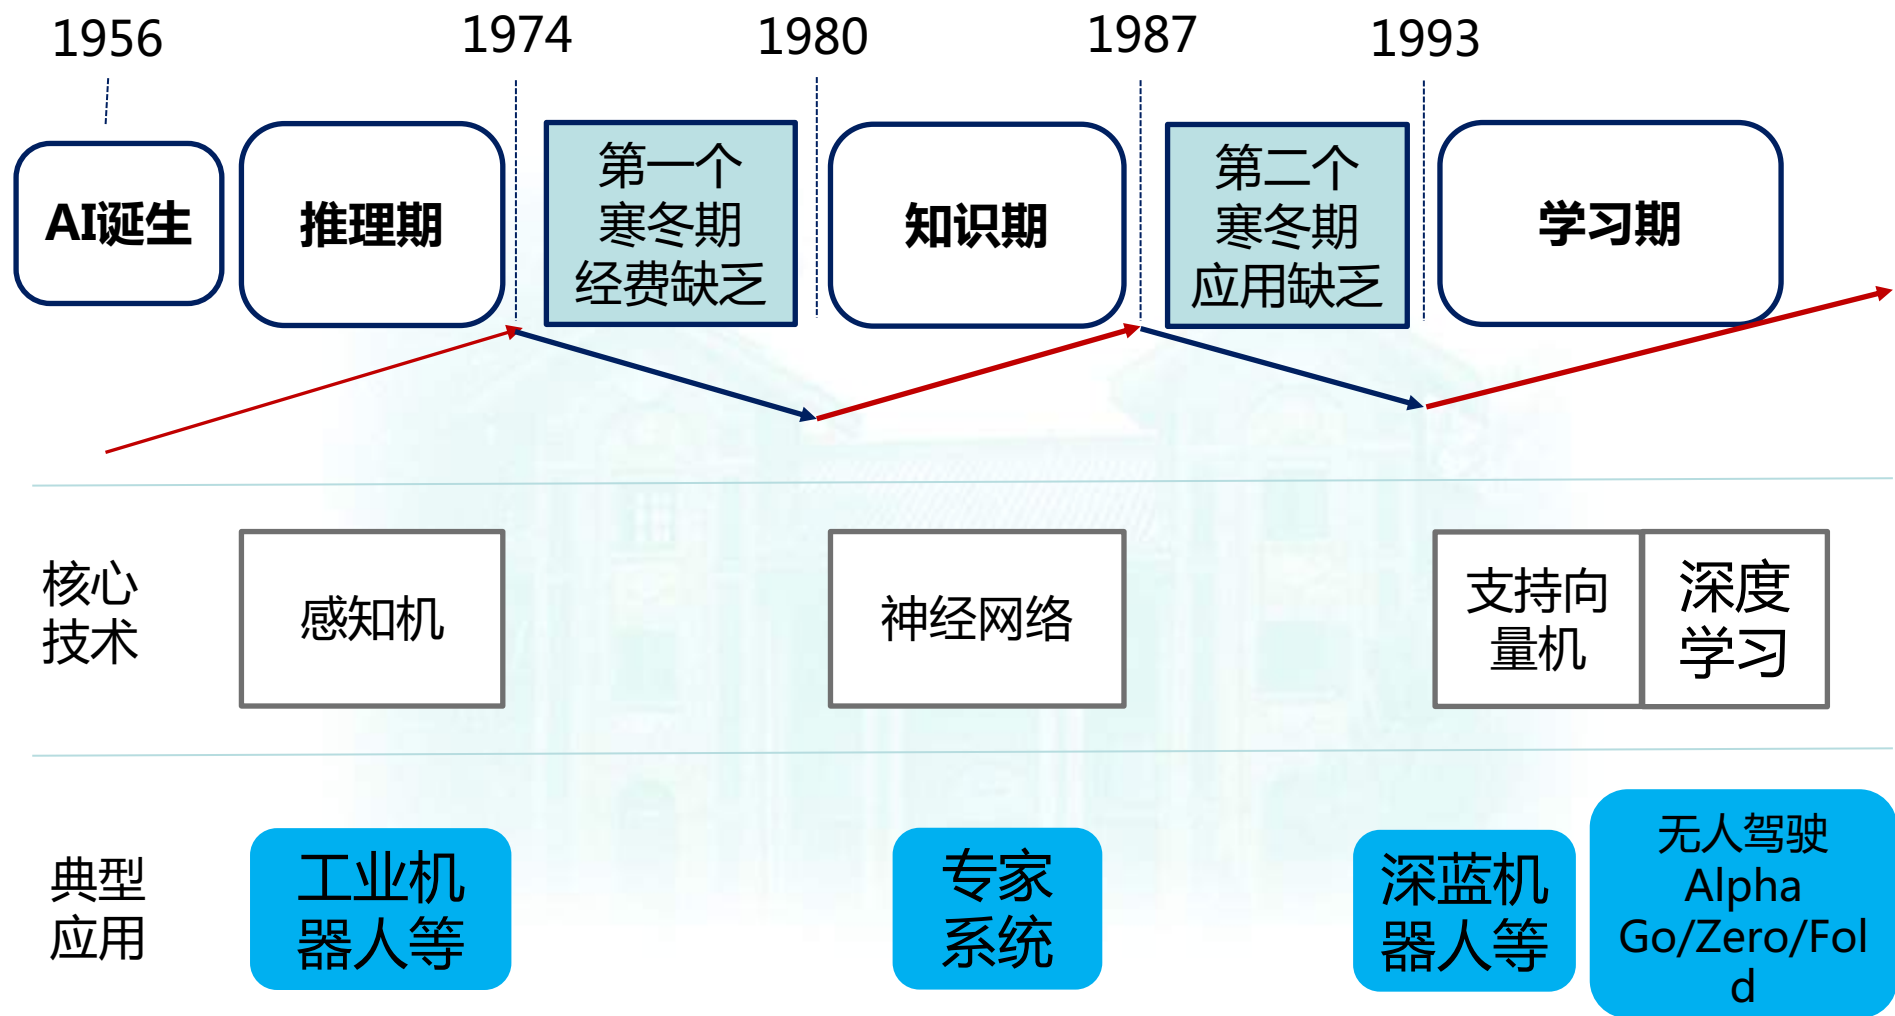 1956
1974
1980
1987
1993
AI诞生
推理期
第一个
寒冬期
经费缺乏
知识期
第二个
寒冬期
应用缺乏
学习期
核心
技术
感知机
神经网络
支持向
量机
深度
学习
典型
应用
工业机
器人等
专家
系统
深蓝机
器人等
无人驾驶
Alpha
Go/Zero/Fol
d